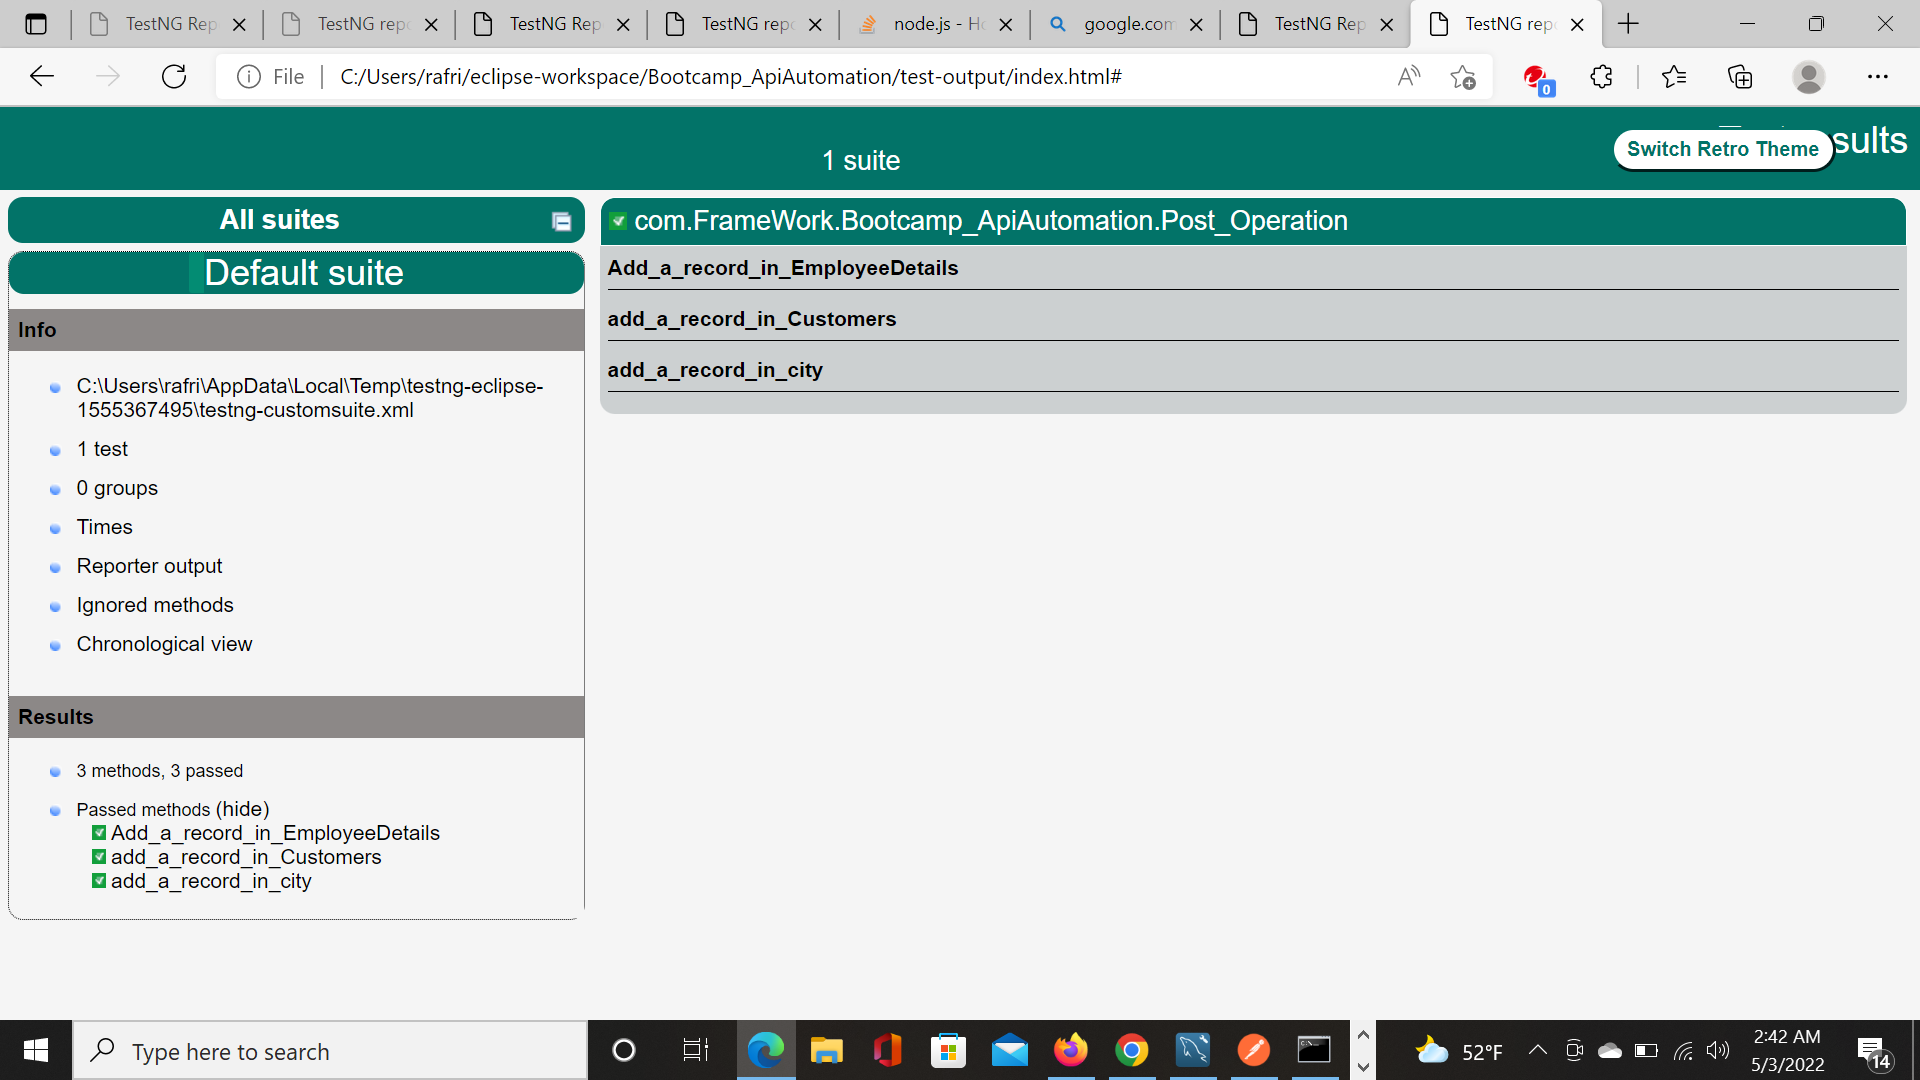 TestNG Rep
TestNG repo
TestNG Rep
TestNG repo
node.js - Ho
google.com
TestNG Rep
TestNG repo
File
C:/Users/rafri/eclipse-workspace/Bootcamp_ApiAutomation/test-output/index.html#
0
sults
Switch Retro Theme
1 suite
All suites
Default suite
Info
C:\Users\rafri\AppData\Local\Temp\testng-eclipse-
1555367495\testng-customsuite.xml
1 test
0 groups
Times
Reporter output
Ignored methods
Chronological view
Results
3 methods, 3 passed
Passed methods (hide)
Add_a_record_in_EmployeeDetails
add_a_record_in_Customers
add_a_record_in_city
com.FrameWork.Bootcamp_ApiAutomation.Post_Operation
Add_a_record_in_EmployeeDetails
add_a_record_in_Customers
add_a_record_in_city
Type here to search
52°F
2:42 AM
5/3/2022
14